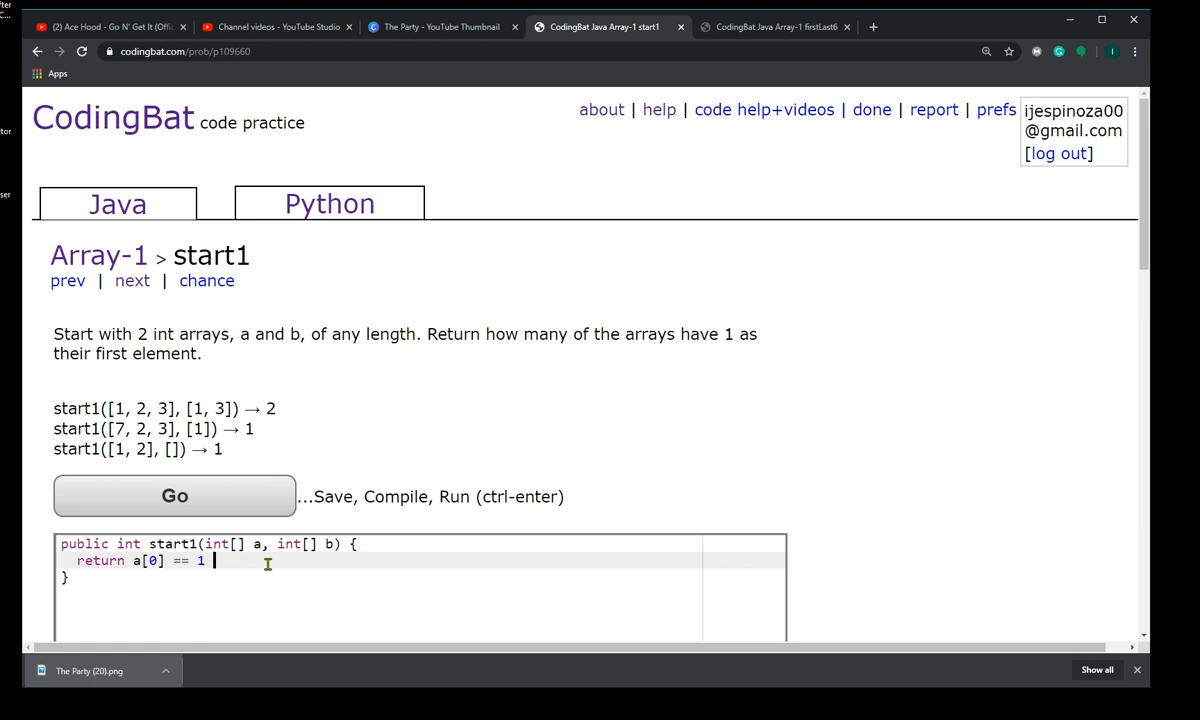 fter
C...
tor
ser
(2) Ace Hood - Go N' Get It (Offi
Channel videos - YouTube Studio
The Party - YouTube Thumbnail
CodingBat Java Array-1 start1
CodingBat Java Array-1 firstLast6
codingbat.com/prob/p109660
Apps
CodingBat code practice
about | help | code help+videos | done | report | prefs
ijespinoza00
@gmail.com
[log out]
Java
Python
Array-1 > start1
prev | next | chance
Start with 2 int arrays, a and b, of any length. Return how many of the arrays have 1 as
their first element.
start1([1, 2, 3], [1, 3]) → 2
start1([7, 2, 3], [1]) → 1
start1([1, 2], []) → 1
Go
...Save, Compile, Run (ctrl-enter)
public int start1(int[] a, int[] b) {
return a[0] == 1
}
The Party (20).png
Show all